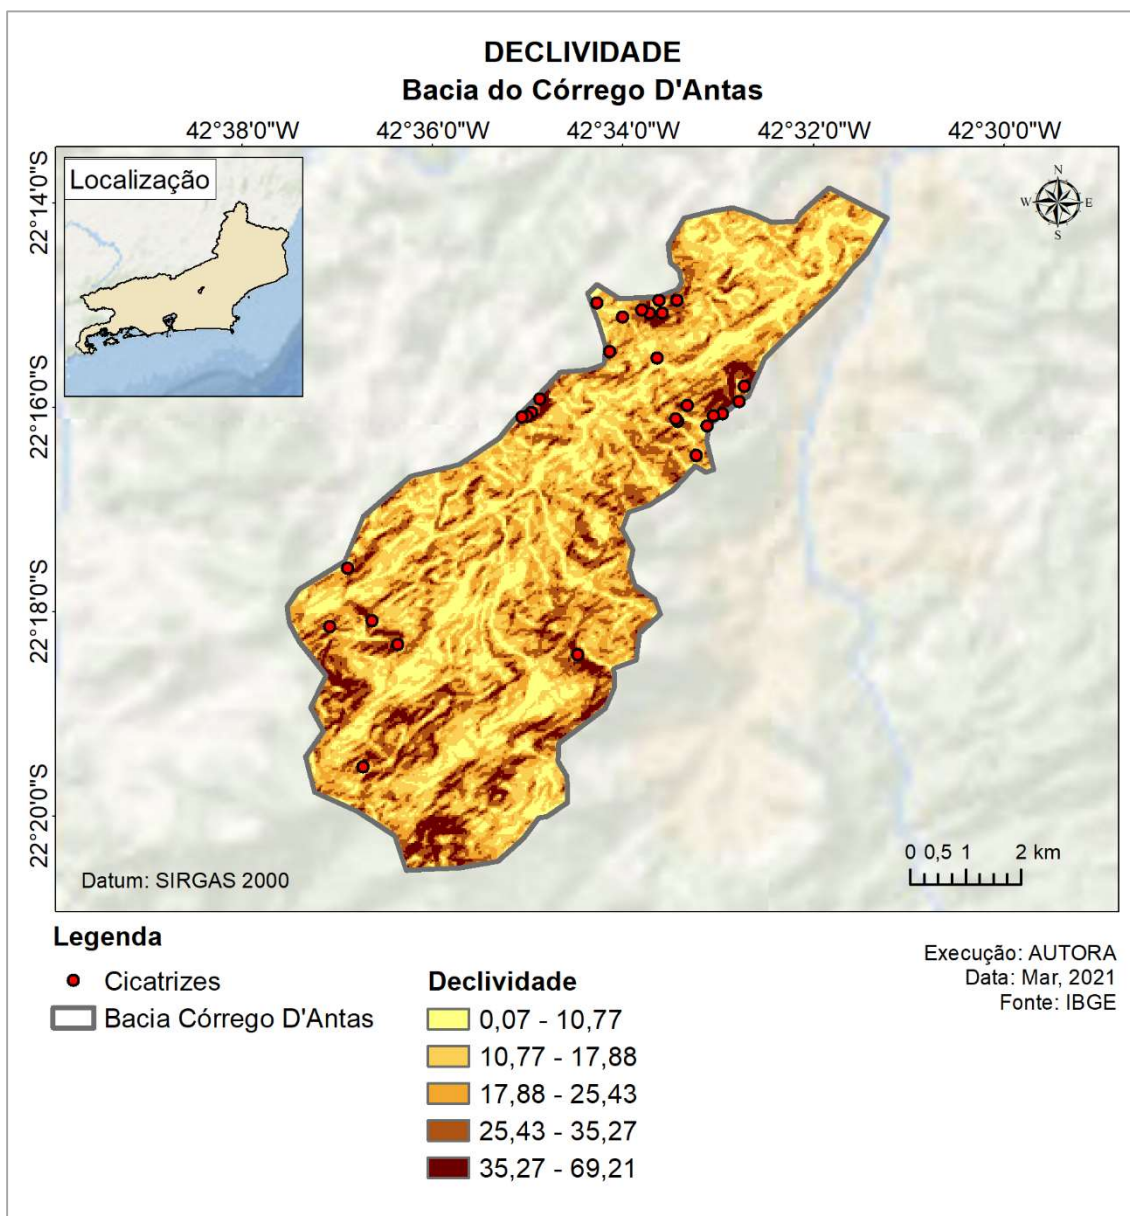 DECLIVIDADE
Bacia do Córrego D'Antas
42°38'0"W 42°36'0"W 42°34'0"W 42°32'0"W 42°30'0"W
Localização
N
W E
S
22°14'0"S
22°16'0"S
22°18'0"S
22°20'0"S
0 0,5 1 2 km
Datum: SIRGAS 2000
Legenda
Cicatrizes
Bacia Córrego D'Antas
Declividade
0,07 - 10,77
10,77 - 17,88
17,88 - 25,43
25,43 - 35,27
35,27 - 69,21
Execução: AUTORA
Data: Mar, 2021
Fonte: IBGE